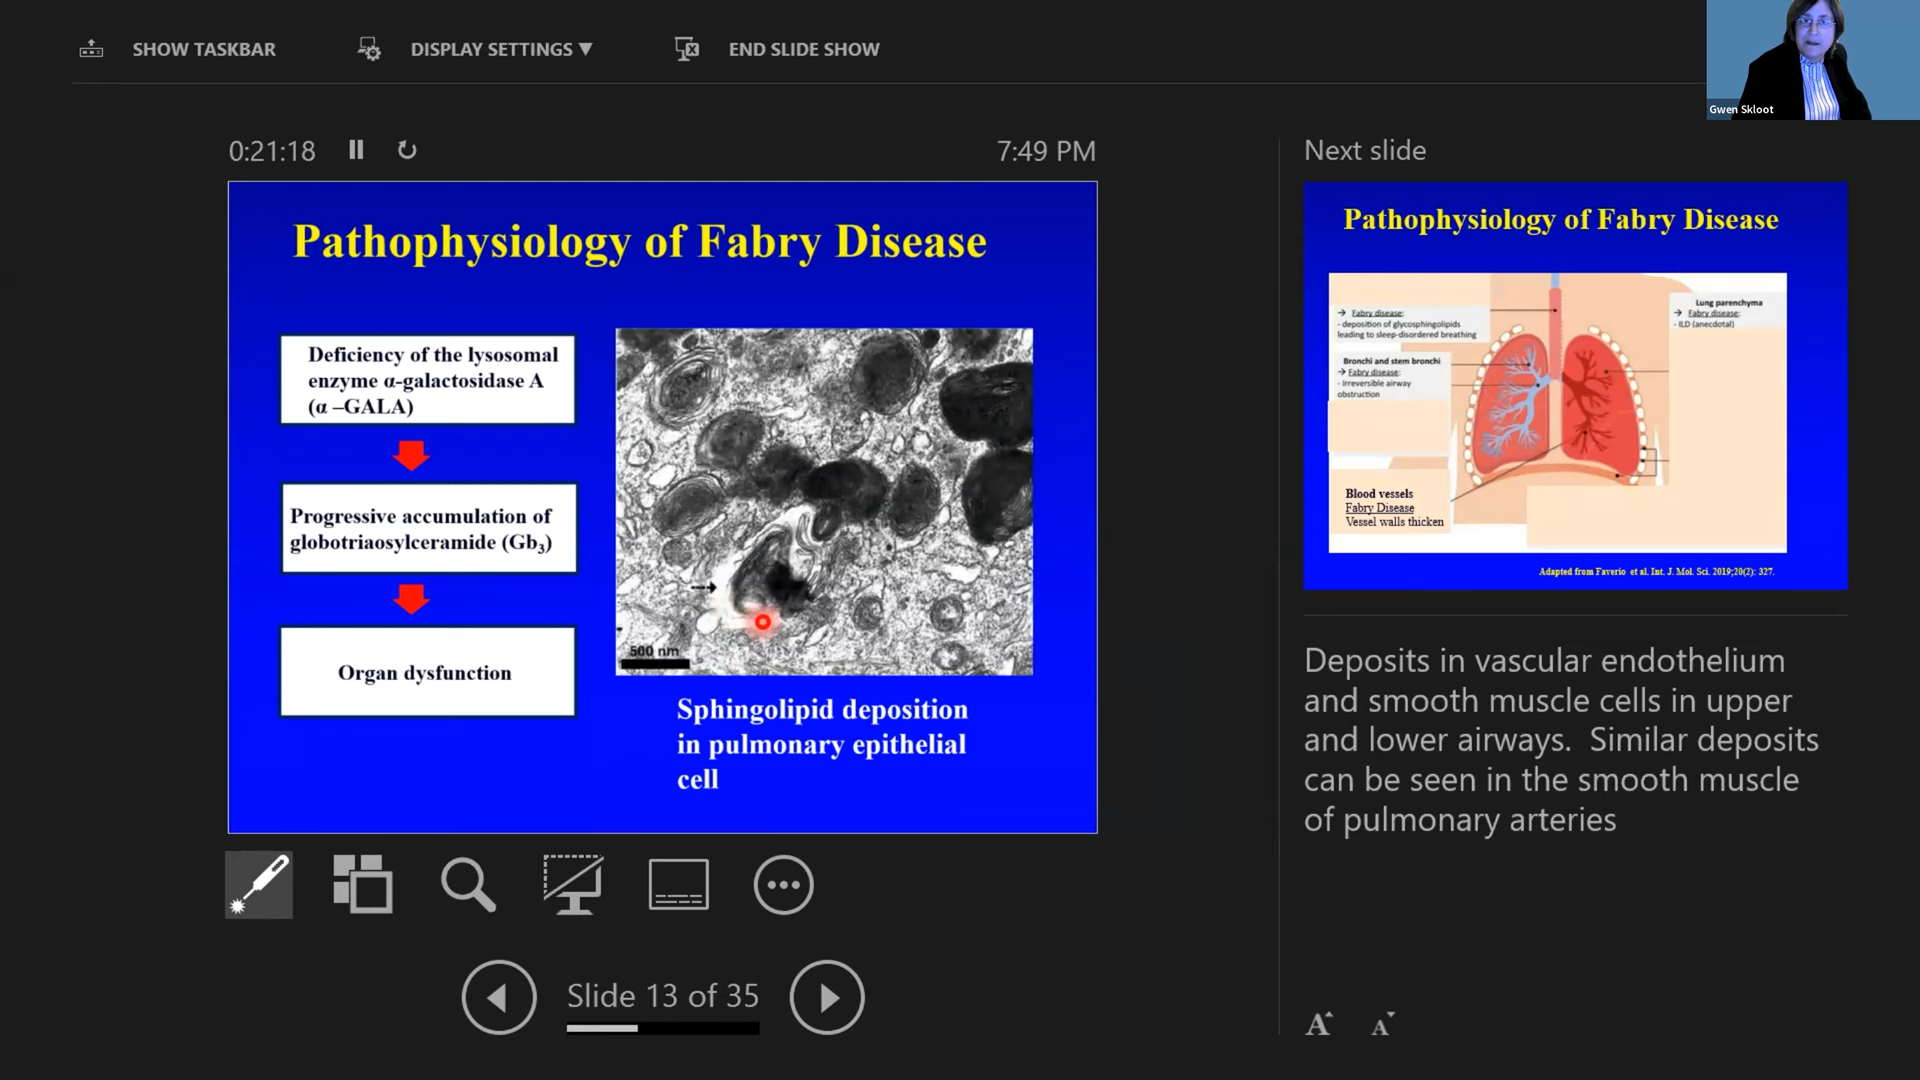 SHOW TASKBAR
DISPLAY SETTINGS ▼
END SLIDE SHOW
Gwen Skloot
0:21:18
7:49 PM
Pathophysiology of Fabry Disease
Deficiency of the lysosomal
enzyme α-galactosidase A
(α –GALA)
Progressive accumulation of
globotriaosylceramide (Gb₃)
Organ dysfunction
500 nm
Sphingolipid deposition
in pulmonary epithelial
cell
Slide 13 of 35
Next slide
Pathophysiology of Fabry Disease
→ Fabry disease:
- deposition of glycosphingolipids
leading to sleep-disordered breathing
Bronchi and stem bronchi
→ Fabry disease:
- Irreversible airway
obstruction
Blood vessels
Fabry Disease
Vessel walls thicken
Lung parenchyma
→ Fabry disease:
- ILD (anecdotal)
Adapted from Faverio et al. Int. J. Mol. Sci. 2019;20(2): 327.
Deposits in vascular endothelium
and smooth muscle cells in upper
and lower airways. Similar deposits
can be seen in the smooth muscle
of pulmonary arteries
A A